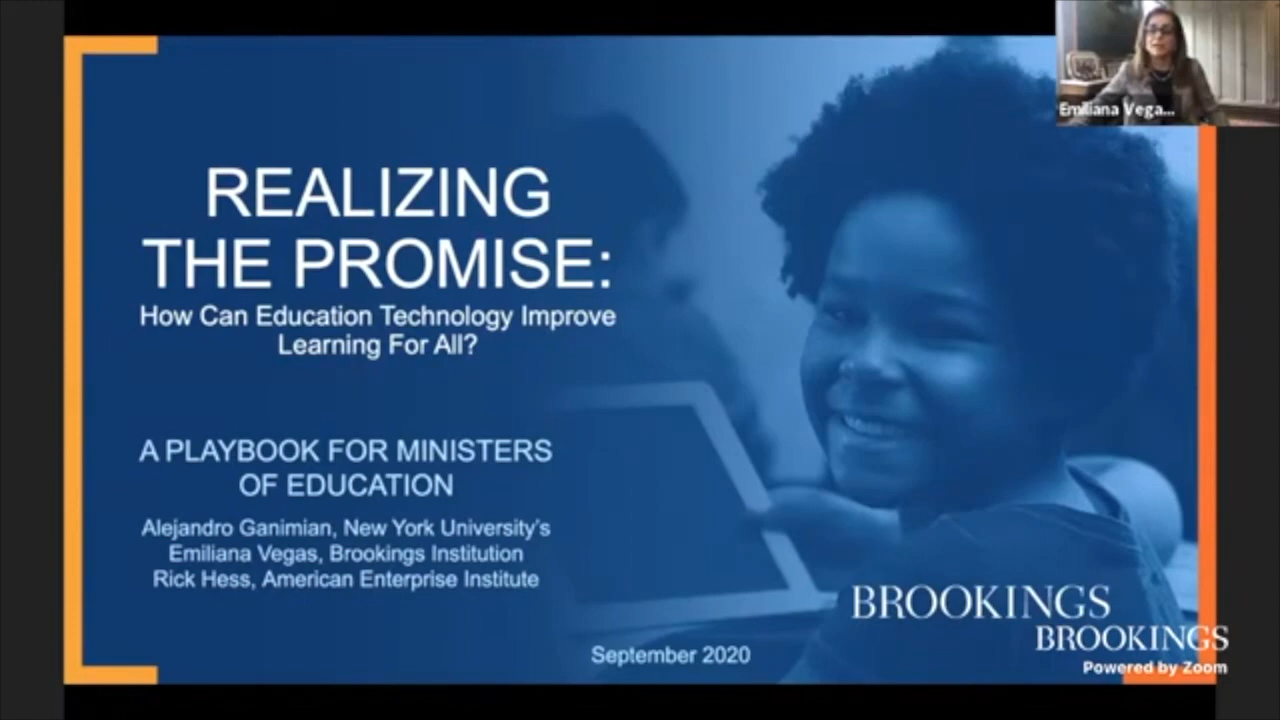 Emiliana Vega...
REALIZING
THE PROMISE:
How Can Education Technology Improve
Learning For All?
A PLAYBOOK FOR MINISTERS
OF EDUCATION
Alejandro Ganimian, New York University's
Emiliana Vegas, Brookings Institution
Rick Hess, American Enterprise Institute
September 2020
BROOKINGS
BROOKINGS
Powered by Zoom